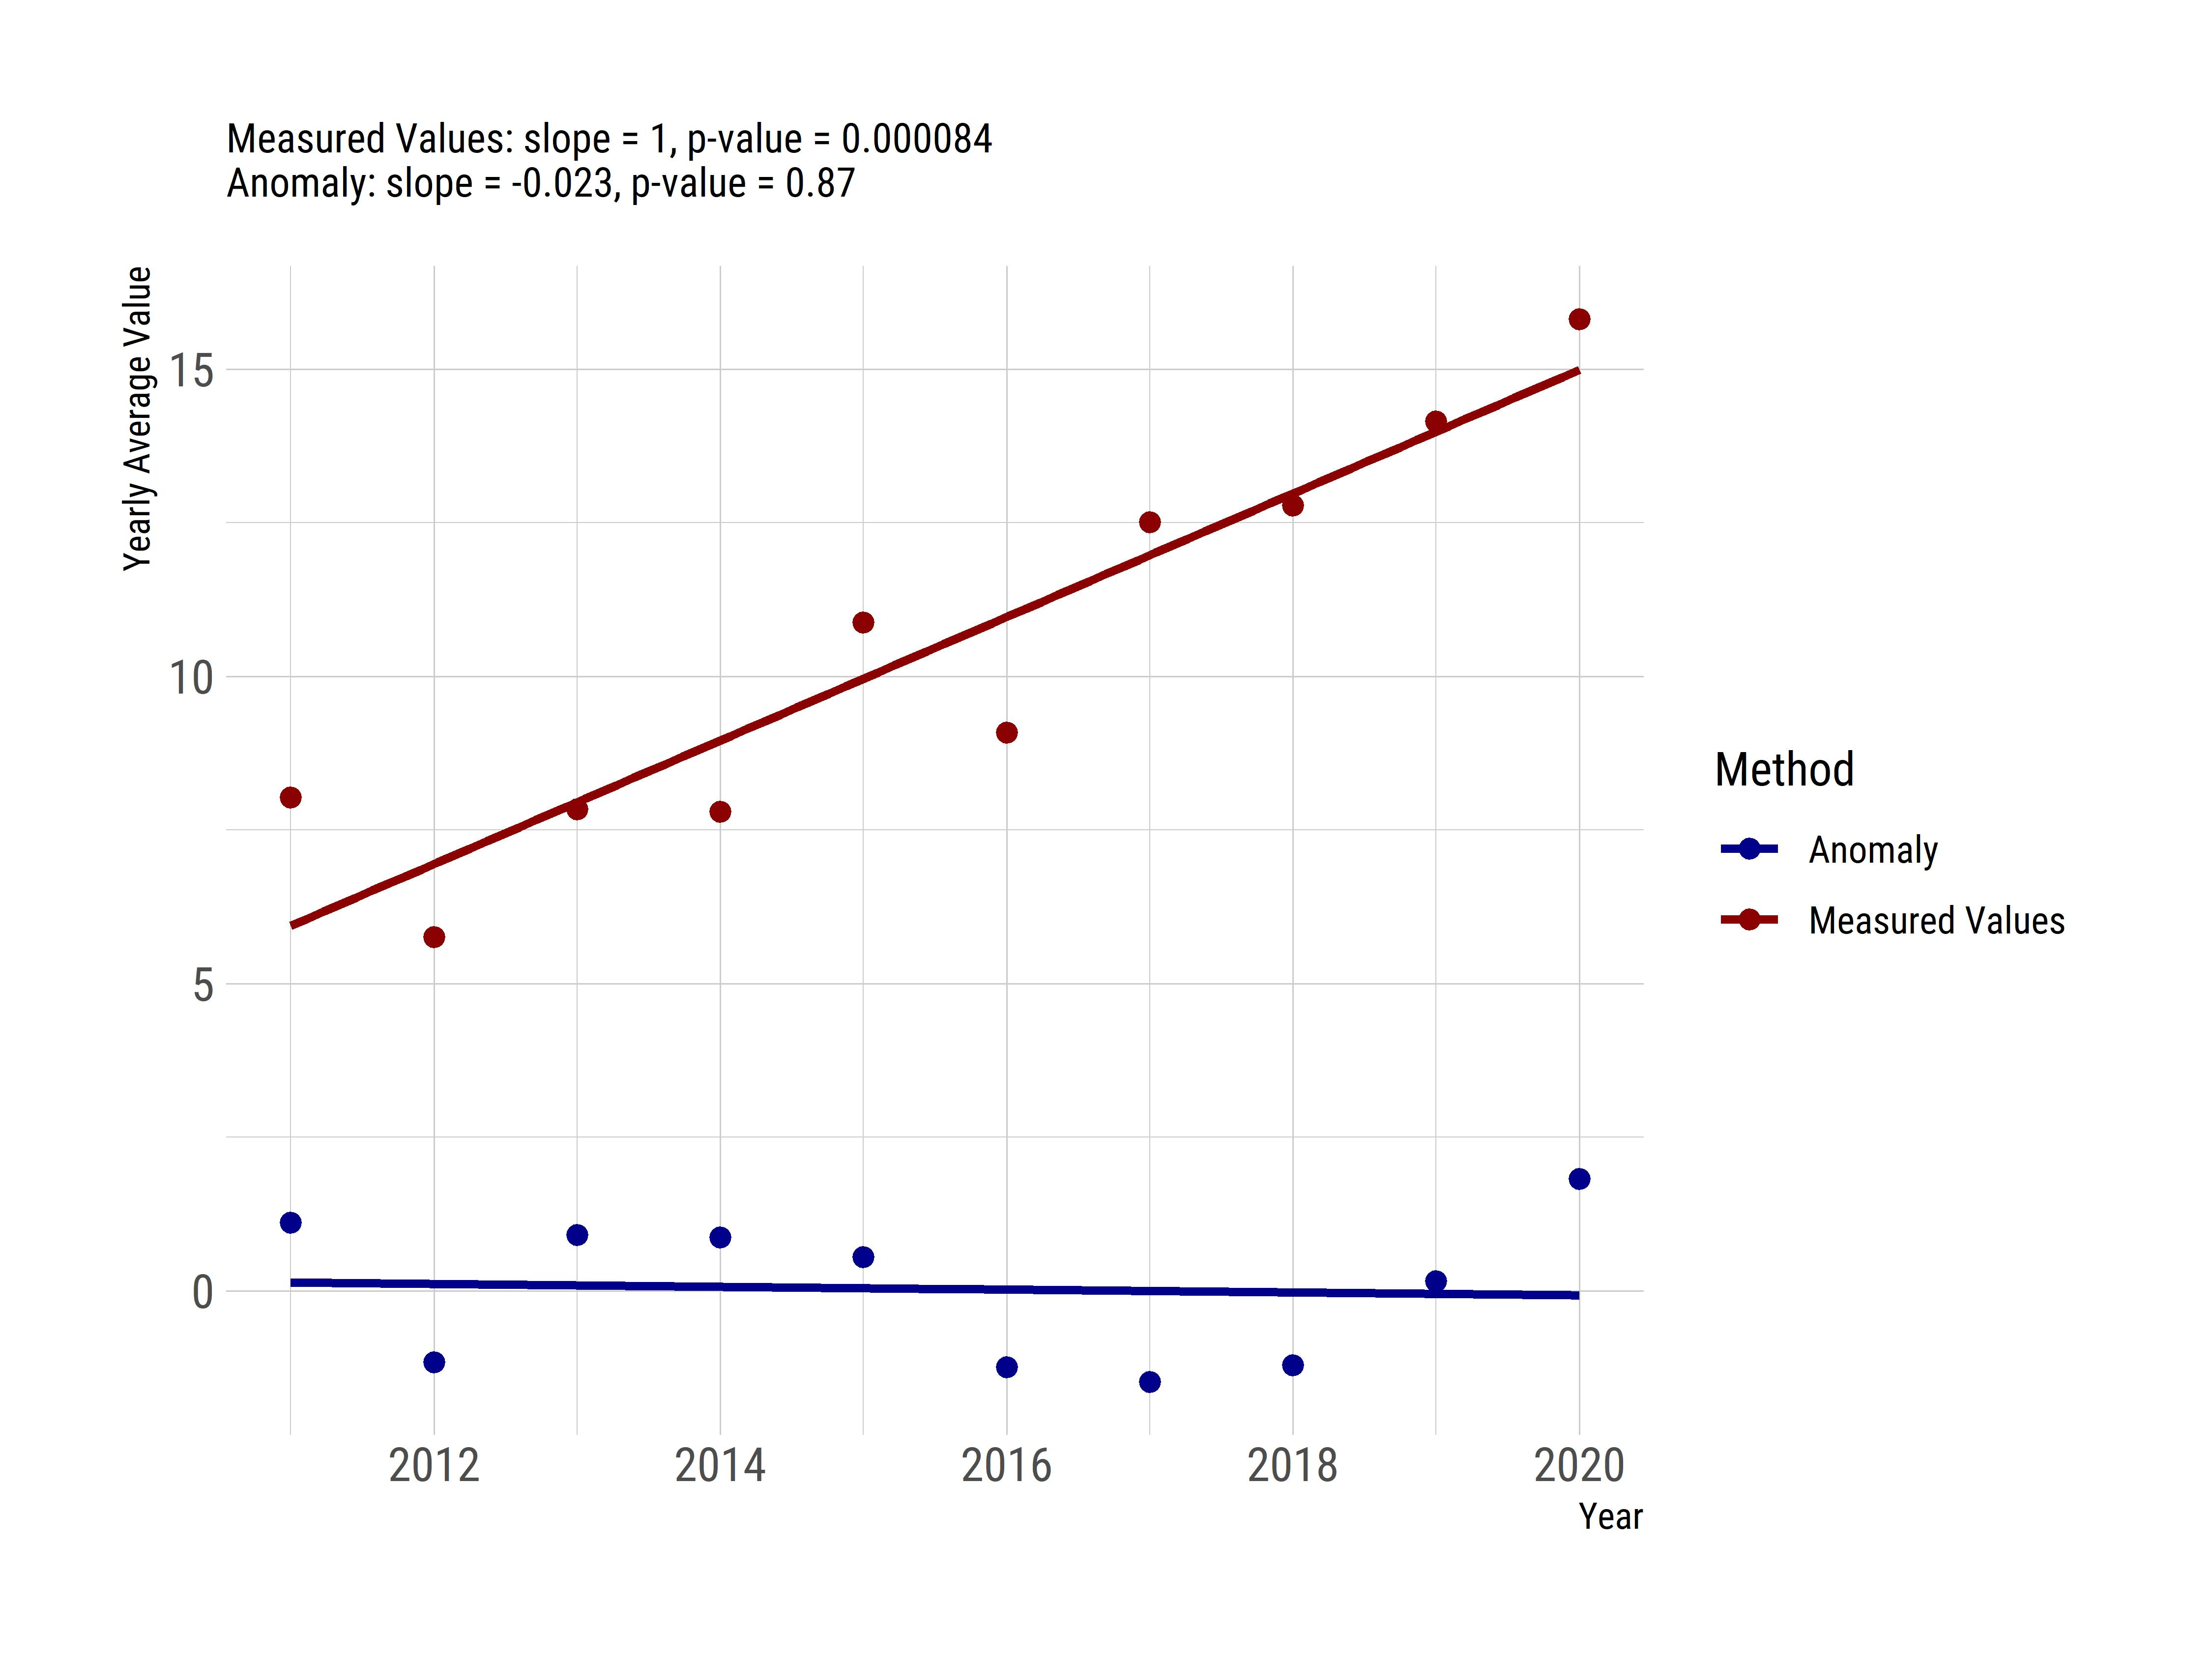 Measured Values: slope = 1, p-value = 0.000084
Anomaly: slope = -0.023, p-value = 0.87
Yearly Average Value
15
10
5
0
2012 2014 2016 2018 2020
Year
Method
Anomaly
Measured Values